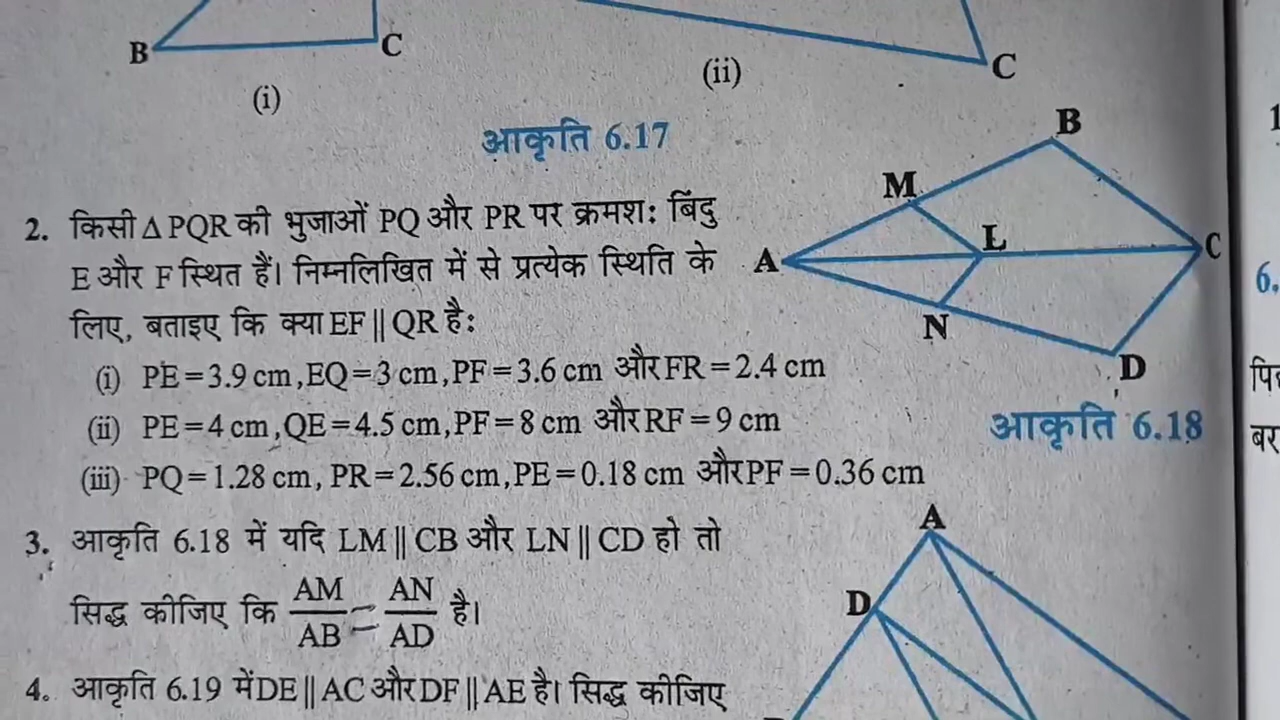 B
C
(i)
(ii)
C
आकृति 6.17
B
M
L
A
C
N
D
आकृति 6.18
2. किसी Δ PQR की भुजाओं PQ और PR पर क्रमशः बिंदु
E और F स्थित हैं। निम्नलिखित में से प्रत्येक स्थिति के
लिए, बताइए कि क्या EF || QR है:
(i) PE = 3.9 cm, EQ = 3 cm, PF = 3.6 cm और FR = 2.4 cm
(ii) PE = 4 cm, QE = 4.5 cm, PF = 8 cm और RF = 9 cm
(iii) PQ = 1.28 cm, PR = 2.56 cm, PE = 0.18 cm और PF = 0.36 cm
3. आकृति 6.18 में यदि LM || CB और LN || CD हो तो
सिद्ध कीजिए कि AM/AB = AN/AD है।
A
D
4. आकृति 6.19 में DE || AC और DF || AE है। सिद्ध कीजिए
1
6.
बर